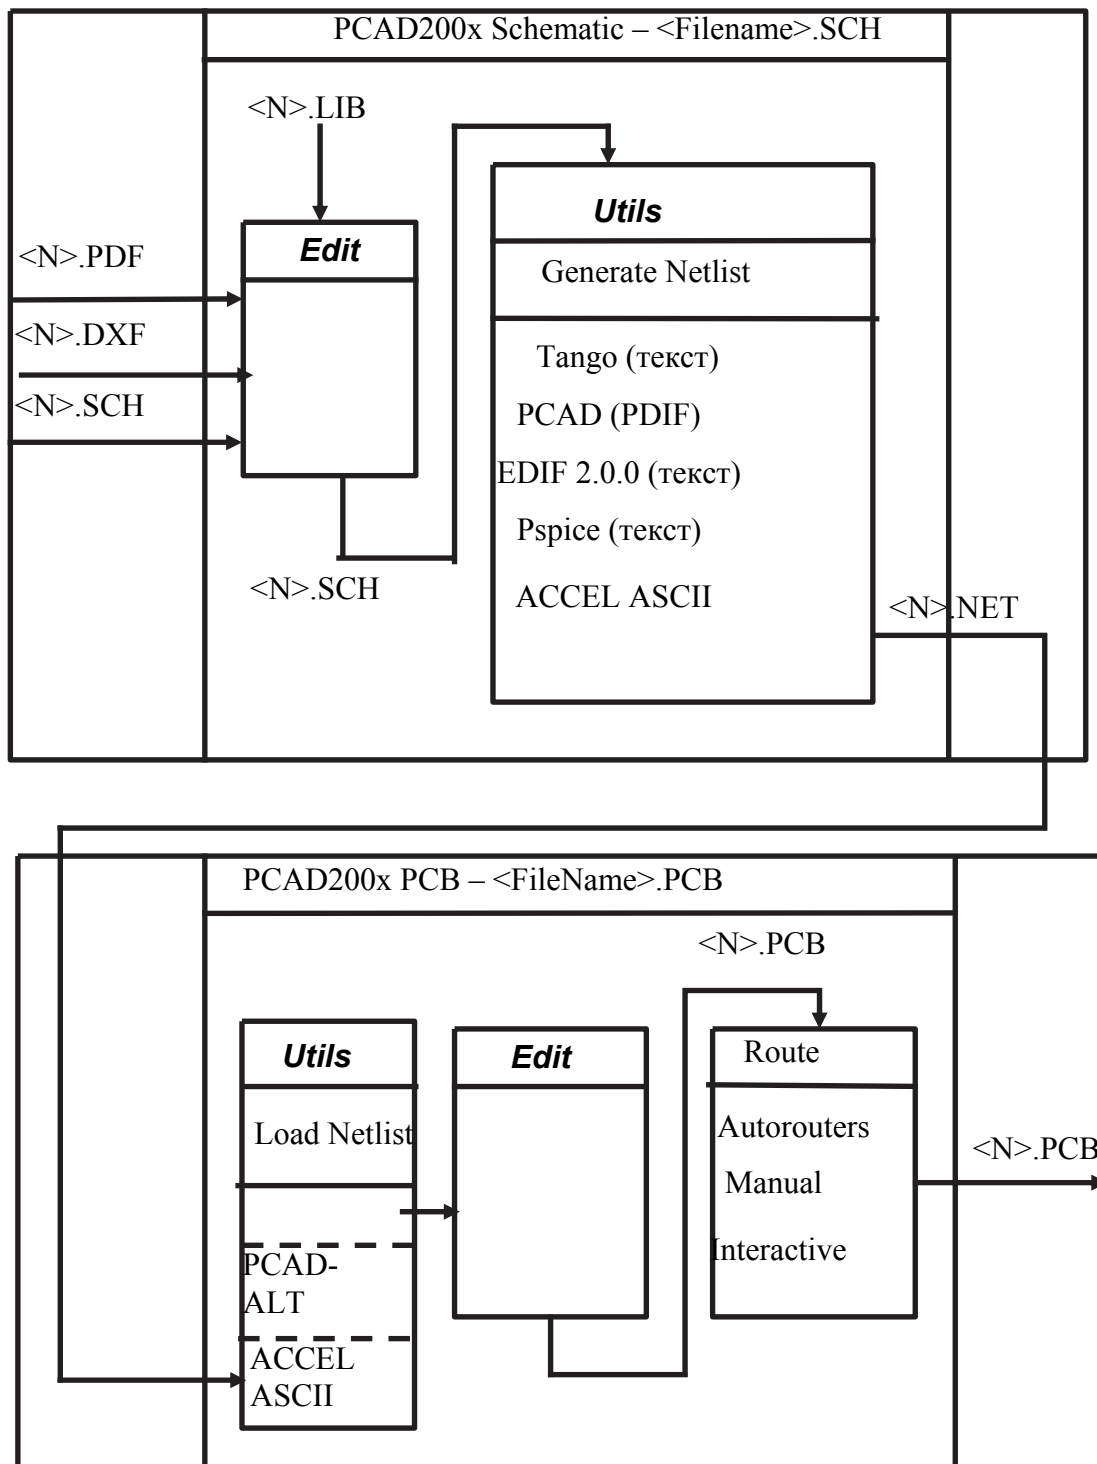 PCAD200x Schematic – <Filename>.SCH
<N>.LIB
Utils
Edit
<N>.PDF
Generate Netlist
<N>.DXF
Tango (текст)
<N>.SCH
PCAD (PDIF)
EDIF 2.0.0 (текст)
Pspice (текст)
<N>.SCH
ACCEL ASCII
<N>.NET
PCAD200x PCB – <FileName>.PCB
<N>.PCB
Utils
Edit
Route
Load Netlist
Autorouters
<N>.PCB
Manual
Interactive
PCAD-
ALT
ACCEL
ASCII